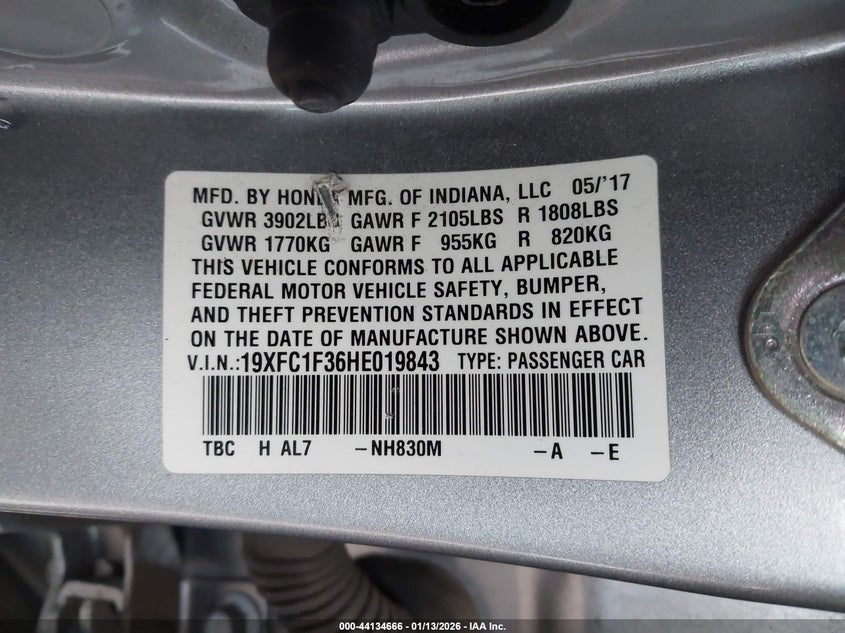 MFD. BY HONDA MFG. OF INDIANA, LLC 05/'17
GVWR 3902LBS GAWR F 2105LBS R 1808LBS
GVWR 1770KG GAWR F 955KG R 820KG
THIS VEHICLE CONFORMS TO ALL APPLICABLE
FEDERAL MOTOR VEHICLE SAFETY, BUMPER,
AND THEFT PREVENTION STANDARDS IN EFFECT
ON THE DATE OF MANUFACTURE SHOWN ABOVE.
V.I.N.:19XFC1F36HE019843 TYPE: PASSENGER CAR
TBC H AL7 –NH830M –A –E
000-44134666 - 01/13/2026 - IAA Inc.